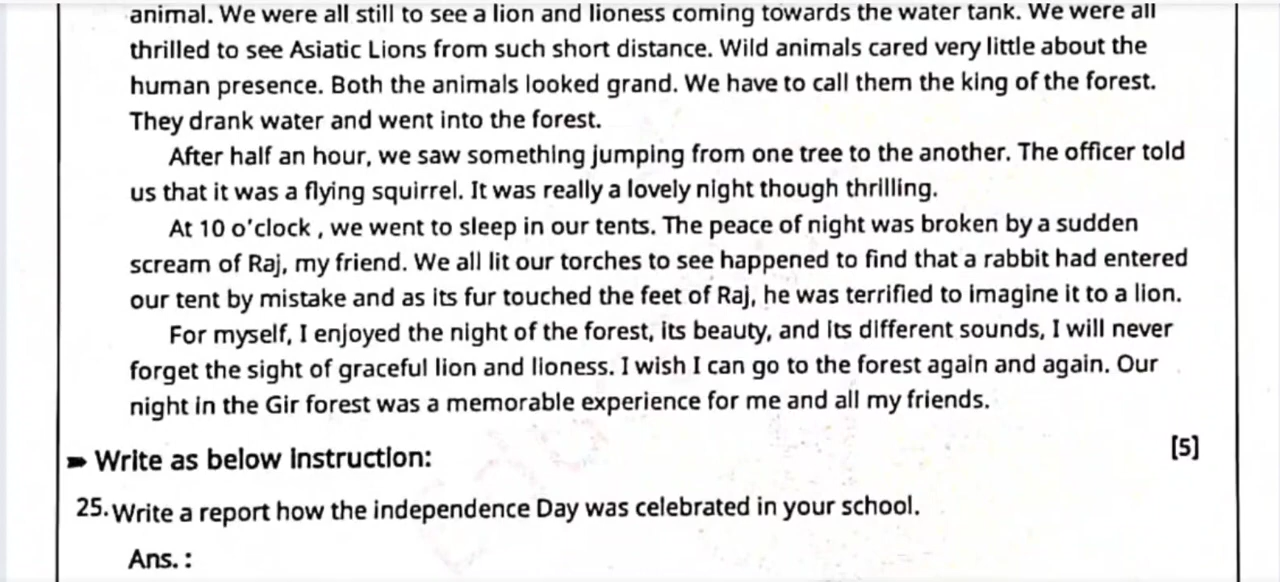 animal. We were all still to see a lion and lioness coming towards the water tank. We were all
thrilled to see Asiatic Lions from such short distance. Wild animals cared very little about the
human presence. Both the animals looked grand. We have to call them the king of the forest.
They drank water and went into the forest.
After half an hour, we saw something jumping from one tree to the another. The officer told
us that it was a flying squirrel. It was really a lovely night though thrilling.
At 10 o'clock , we went to sleep in our tents. The peace of night was broken by a sudden
scream of Raj, my friend. We all lit our torches to see happened to find that a rabbit had entered
our tent by mistake and as its fur touched the feet of Raj, he was terrified to imagine it to a lion.
For myself, I enjoyed the night of the forest, its beauty, and its different sounds, I will never
forget the sight of graceful lion and lioness. I wish I can go to the forest again and again. Our
night in the Gir forest was a memorable experience for me and all my friends.
➽ Write as below instruction: [5]
25. Write a report how the independence Day was celebrated in your school.
Ans. :